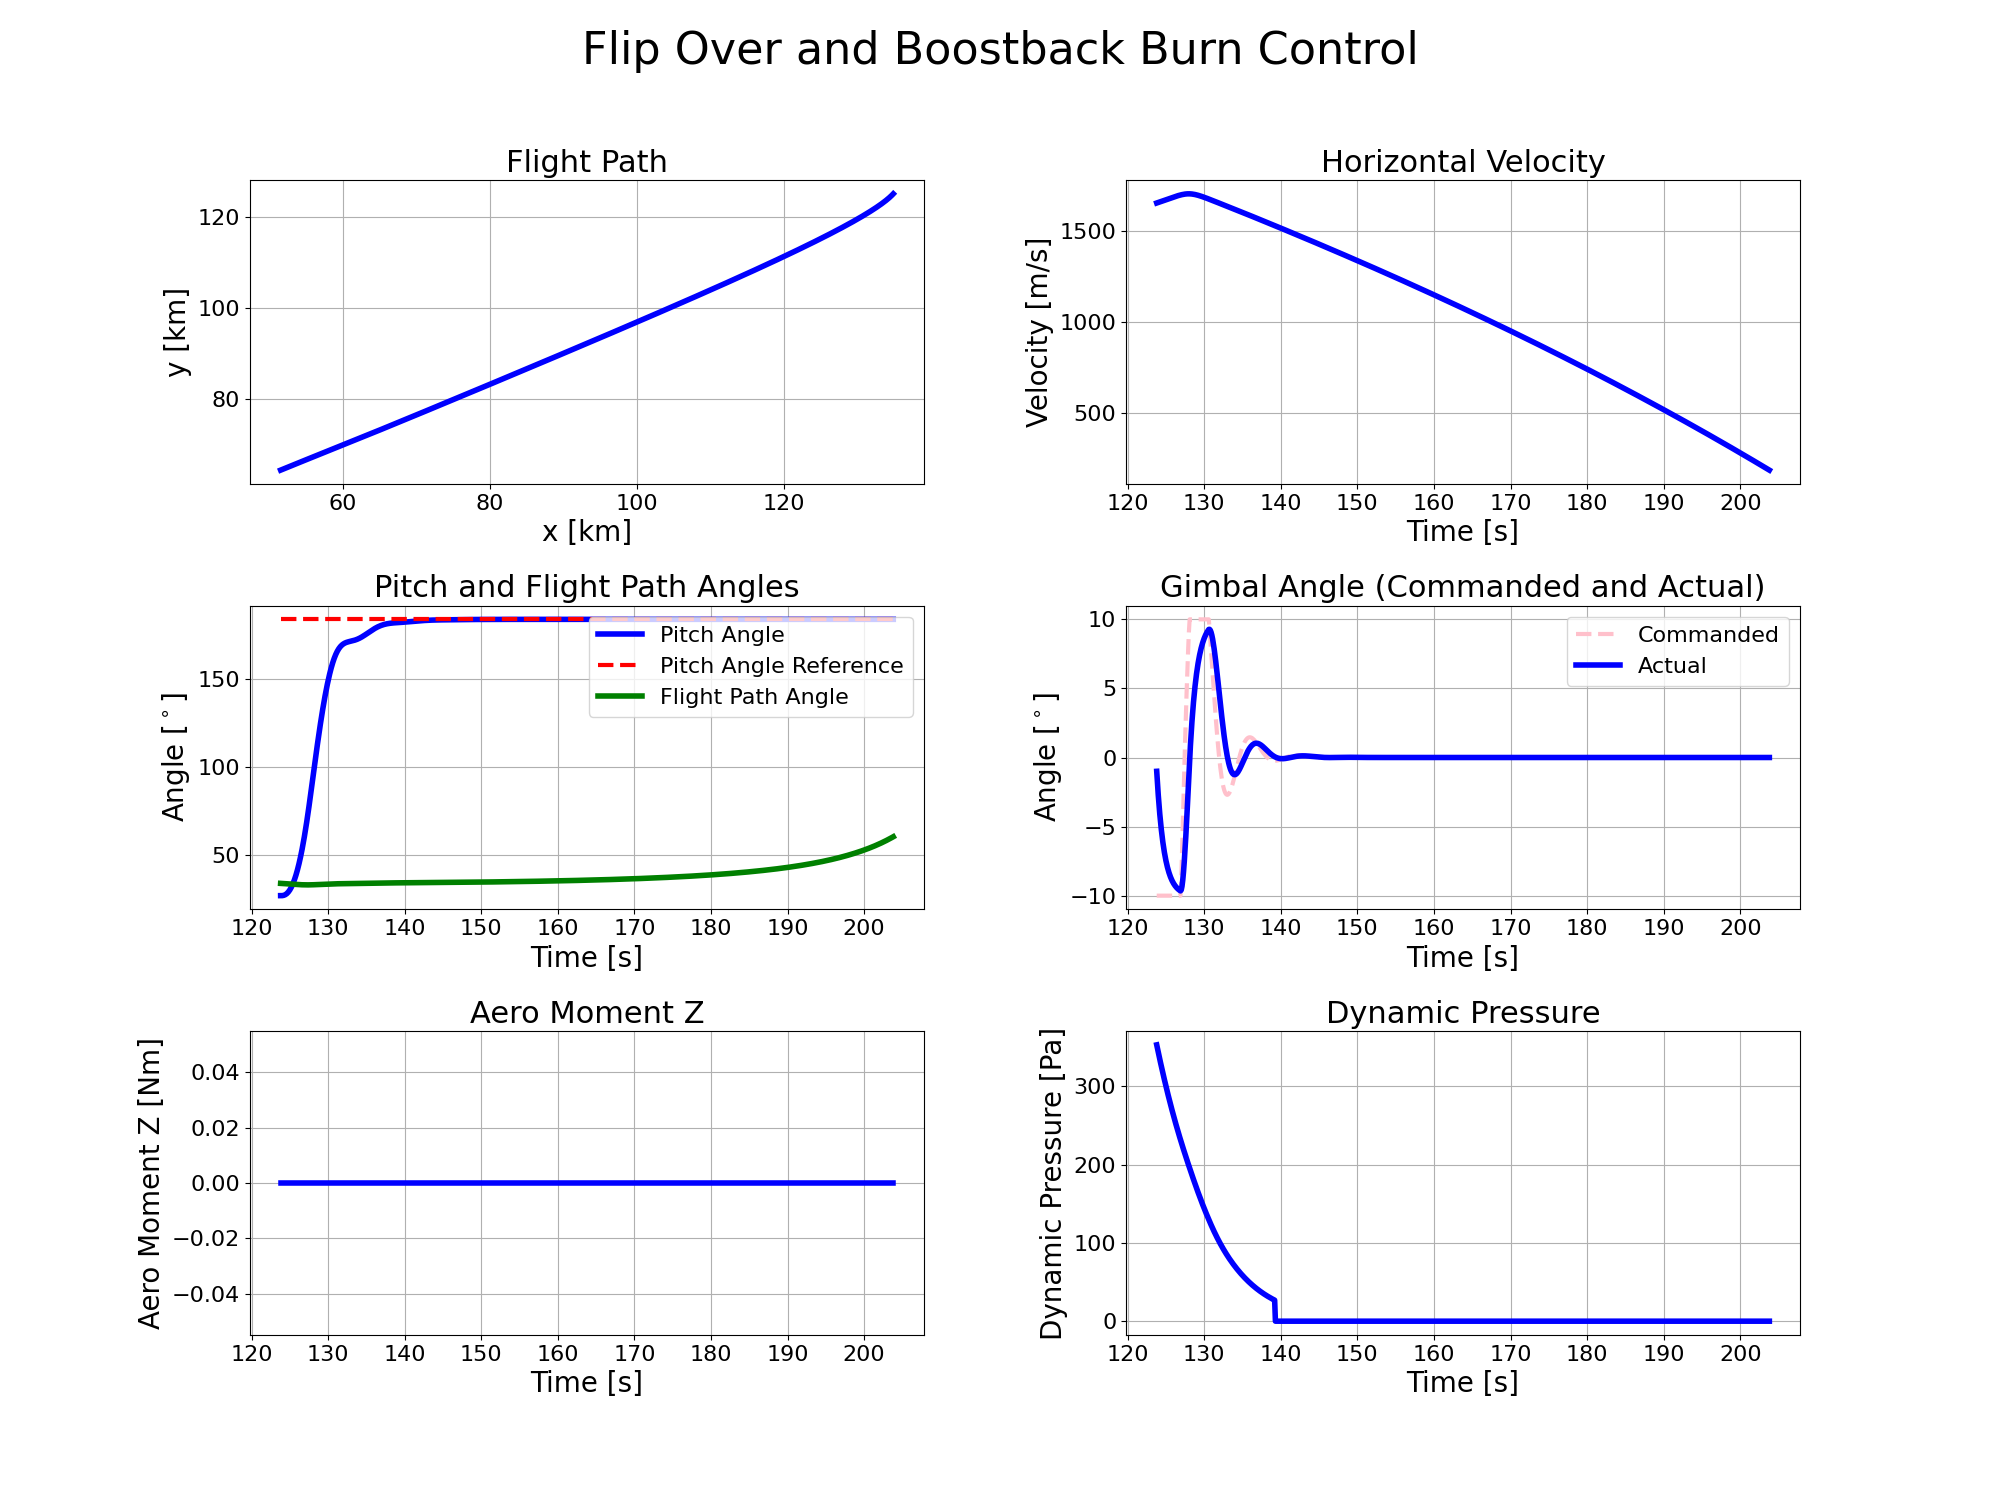 Flip Over and Boostback Burn Control
Flight Path
y [km]
120
100
80
60 80 100 120
x [km]
Horizontal Velocity
Velocity [m/s]
1500
1000
500
120 130 140 150 160 170 180 190 200
Time [s]
Pitch and Flight Path Angles
Angle [°]
150
100
50
Pitch Angle
Pitch Angle Reference
Flight Path Angle
120 130 140 150 160 170 180 190 200
Time [s]
Gimbal Angle (Commanded and Actual)
Angle [°]
10
5
0
−5
−10
Commanded
Actual
120 130 140 150 160 170 180 190 200
Time [s]
Aero Moment Z
Aero Moment Z [Nm]
0.04
0.02
0.00
−0.02
−0.04
120 130 140 150 160 170 180 190 200
Time [s]
Dynamic Pressure
Dynamic Pressure [Pa]
300
200
100
0
120 130 140 150 160 170 180 190 200
Time [s]